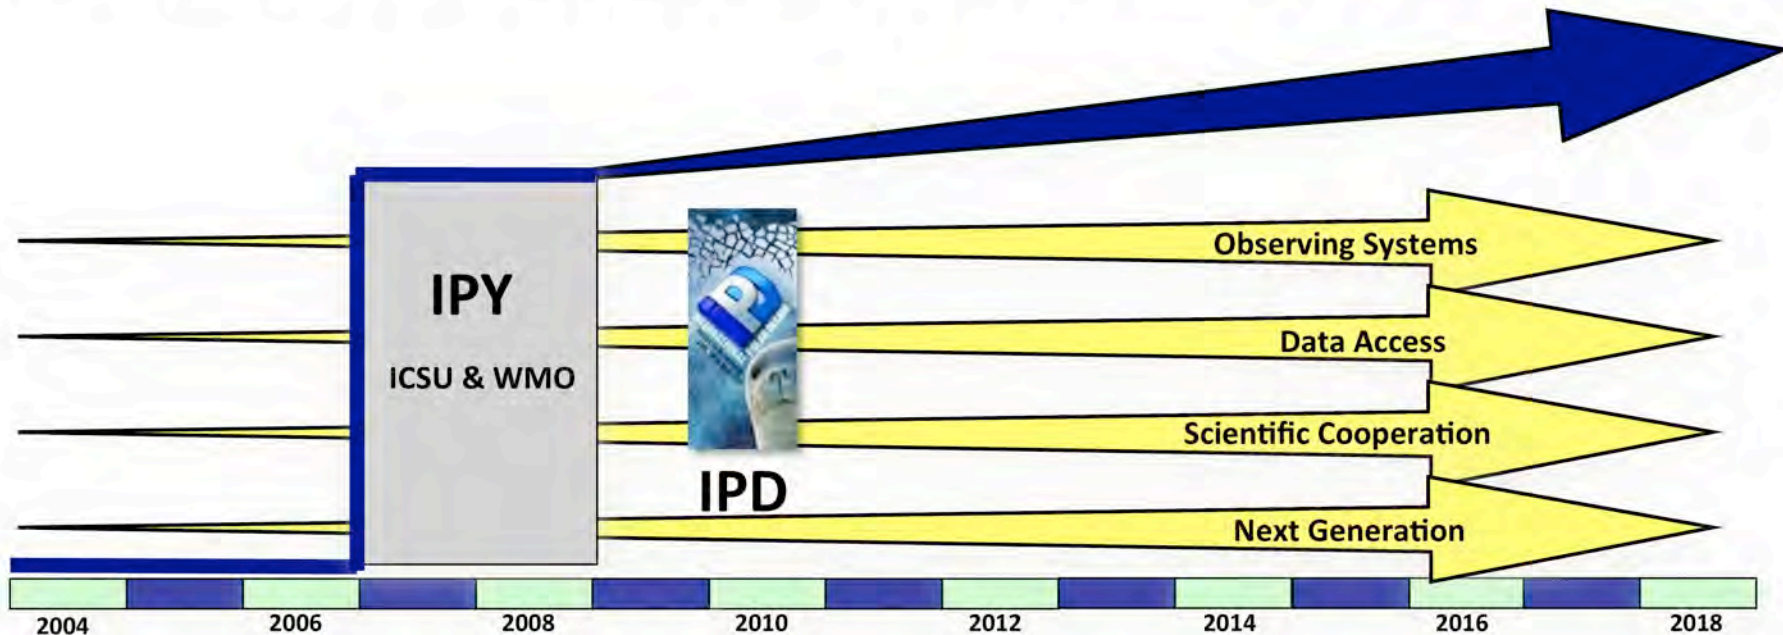 Observing Systems
IPY
Data Access
ICSU & WMO
Scientific Cooperation
IPD
Next Generation
2004 2006 2008 2010 2012 2014 2016 2018